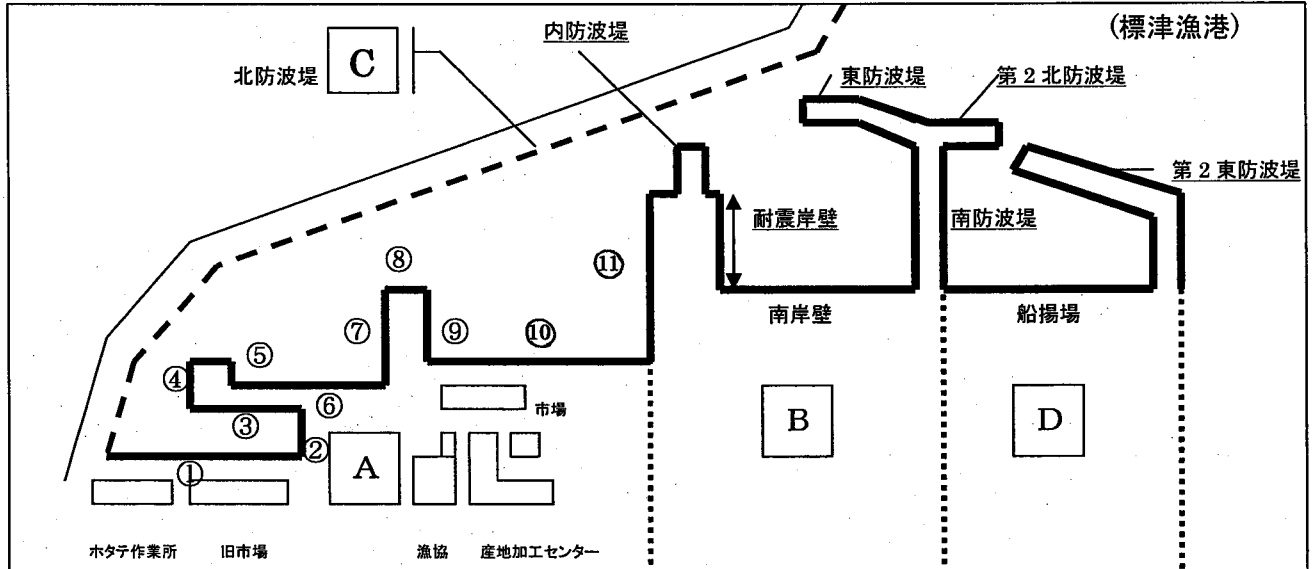 (標津漁港)
内防波堤
C
北防波堤
東防波堤
第2北防波堤
第2東防波堤
耐震岸壁
南防波堤
⑧
⑪
南岸壁
船揚場
⑦
⑨
⑩
⑤
④
⑥
市場
③
②
B
D
A
①
ホタテ作業所
旧市場
漁協
産地加工センター